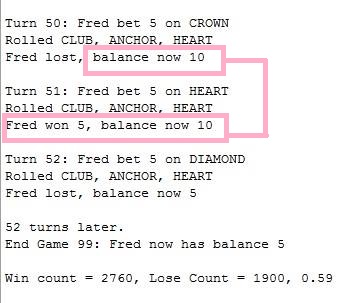 Turn 50: Fred bet 5 on CROWN
Rolled CLUB, ANCHOR, HEART
Fred lost, balance now 10
Turn 51: Fred bet 5 on HEART
Rolled CLUB, ANCHOR, HEART
Fred won 5, balance now 10
Turn 52: Fred bet 5 on DIAMOND
Rolled CLUB, ANCHOR, HEART
Fred lost, balance now 5
52 turns later.
End Game 99: Fred now has balance 5
Win count = 2760, Lose Count = 1900, 0.59